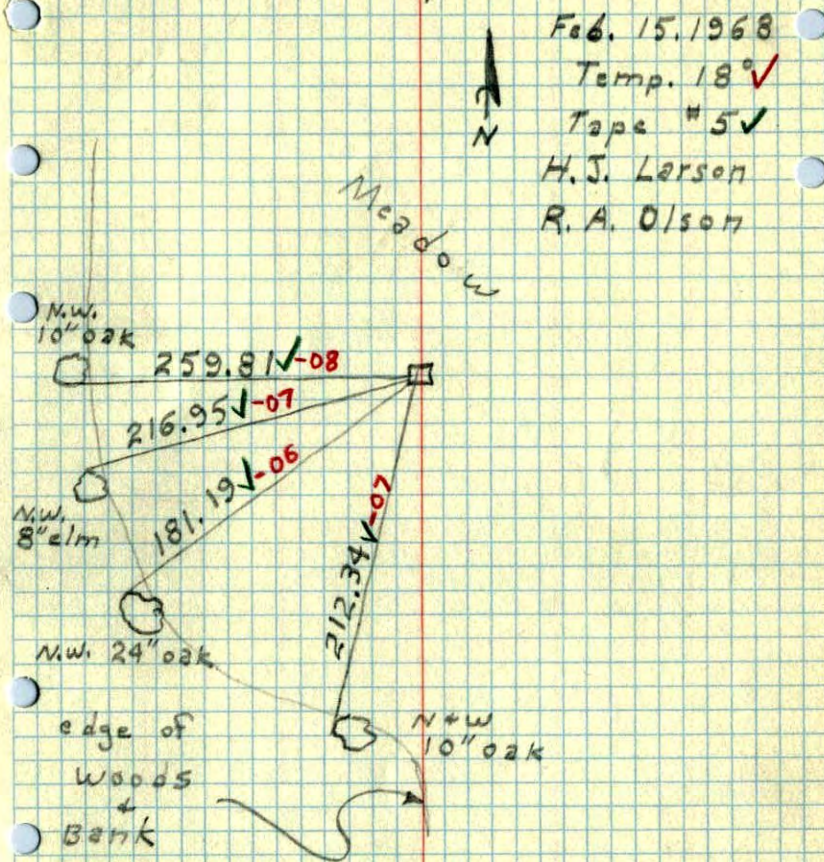 Feb. 15. 1968
Temp. 18° ✓
Tape #5 ✓
N
H.J. Larson
R.A. Olson
Meadow
N.W.
10" oak
259.81 ✓ -08
216.95 ✓ -07
N.W.
8" elm
181.19 ✓ -06
212.34 ✓ -07
N.W. 24" oak
N & W
10" oak
edge of
Woods
&
Bank